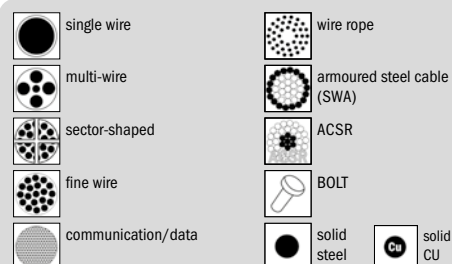 single wire
multi-wire
sector-shaped
fine wire
communication/data
wire rope
armoured steel cable
(SWA)
ACSR
ACSR
BOLT
solid
steel
Cu
solid
CU